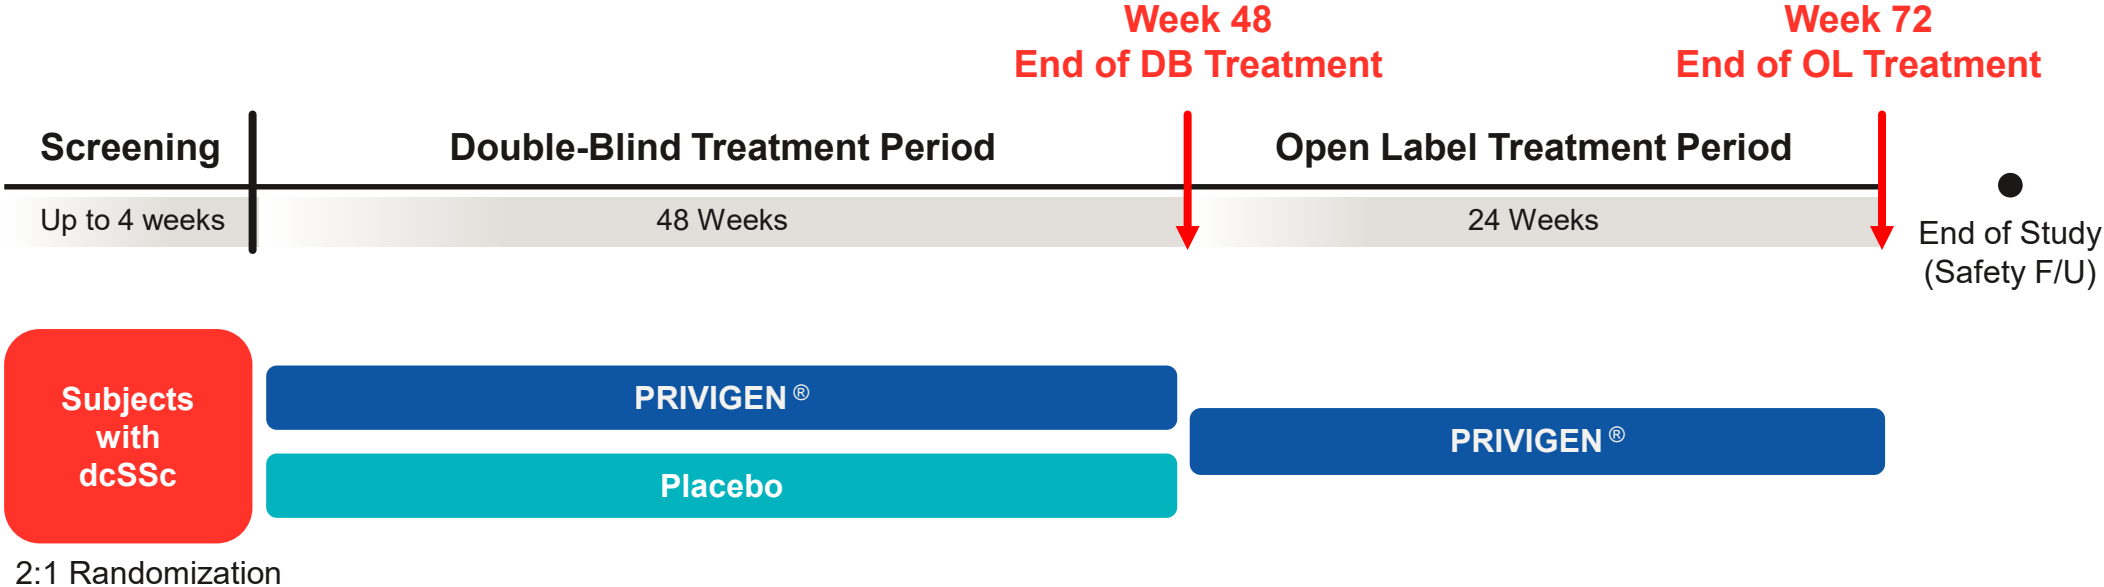 Week 48
End of DB Treatment
Week 72
End of OL Treatment
Screening
Double-Blind Treatment Period
Open Label Treatment Period
Up to 4 weeks
48 Weeks
24 Weeks
End of Study
(Safety F/U)
Subjects
with
dcSSc
PRIVIGEN ®
Placebo
PRIVIGEN ®
2:1 Randomization